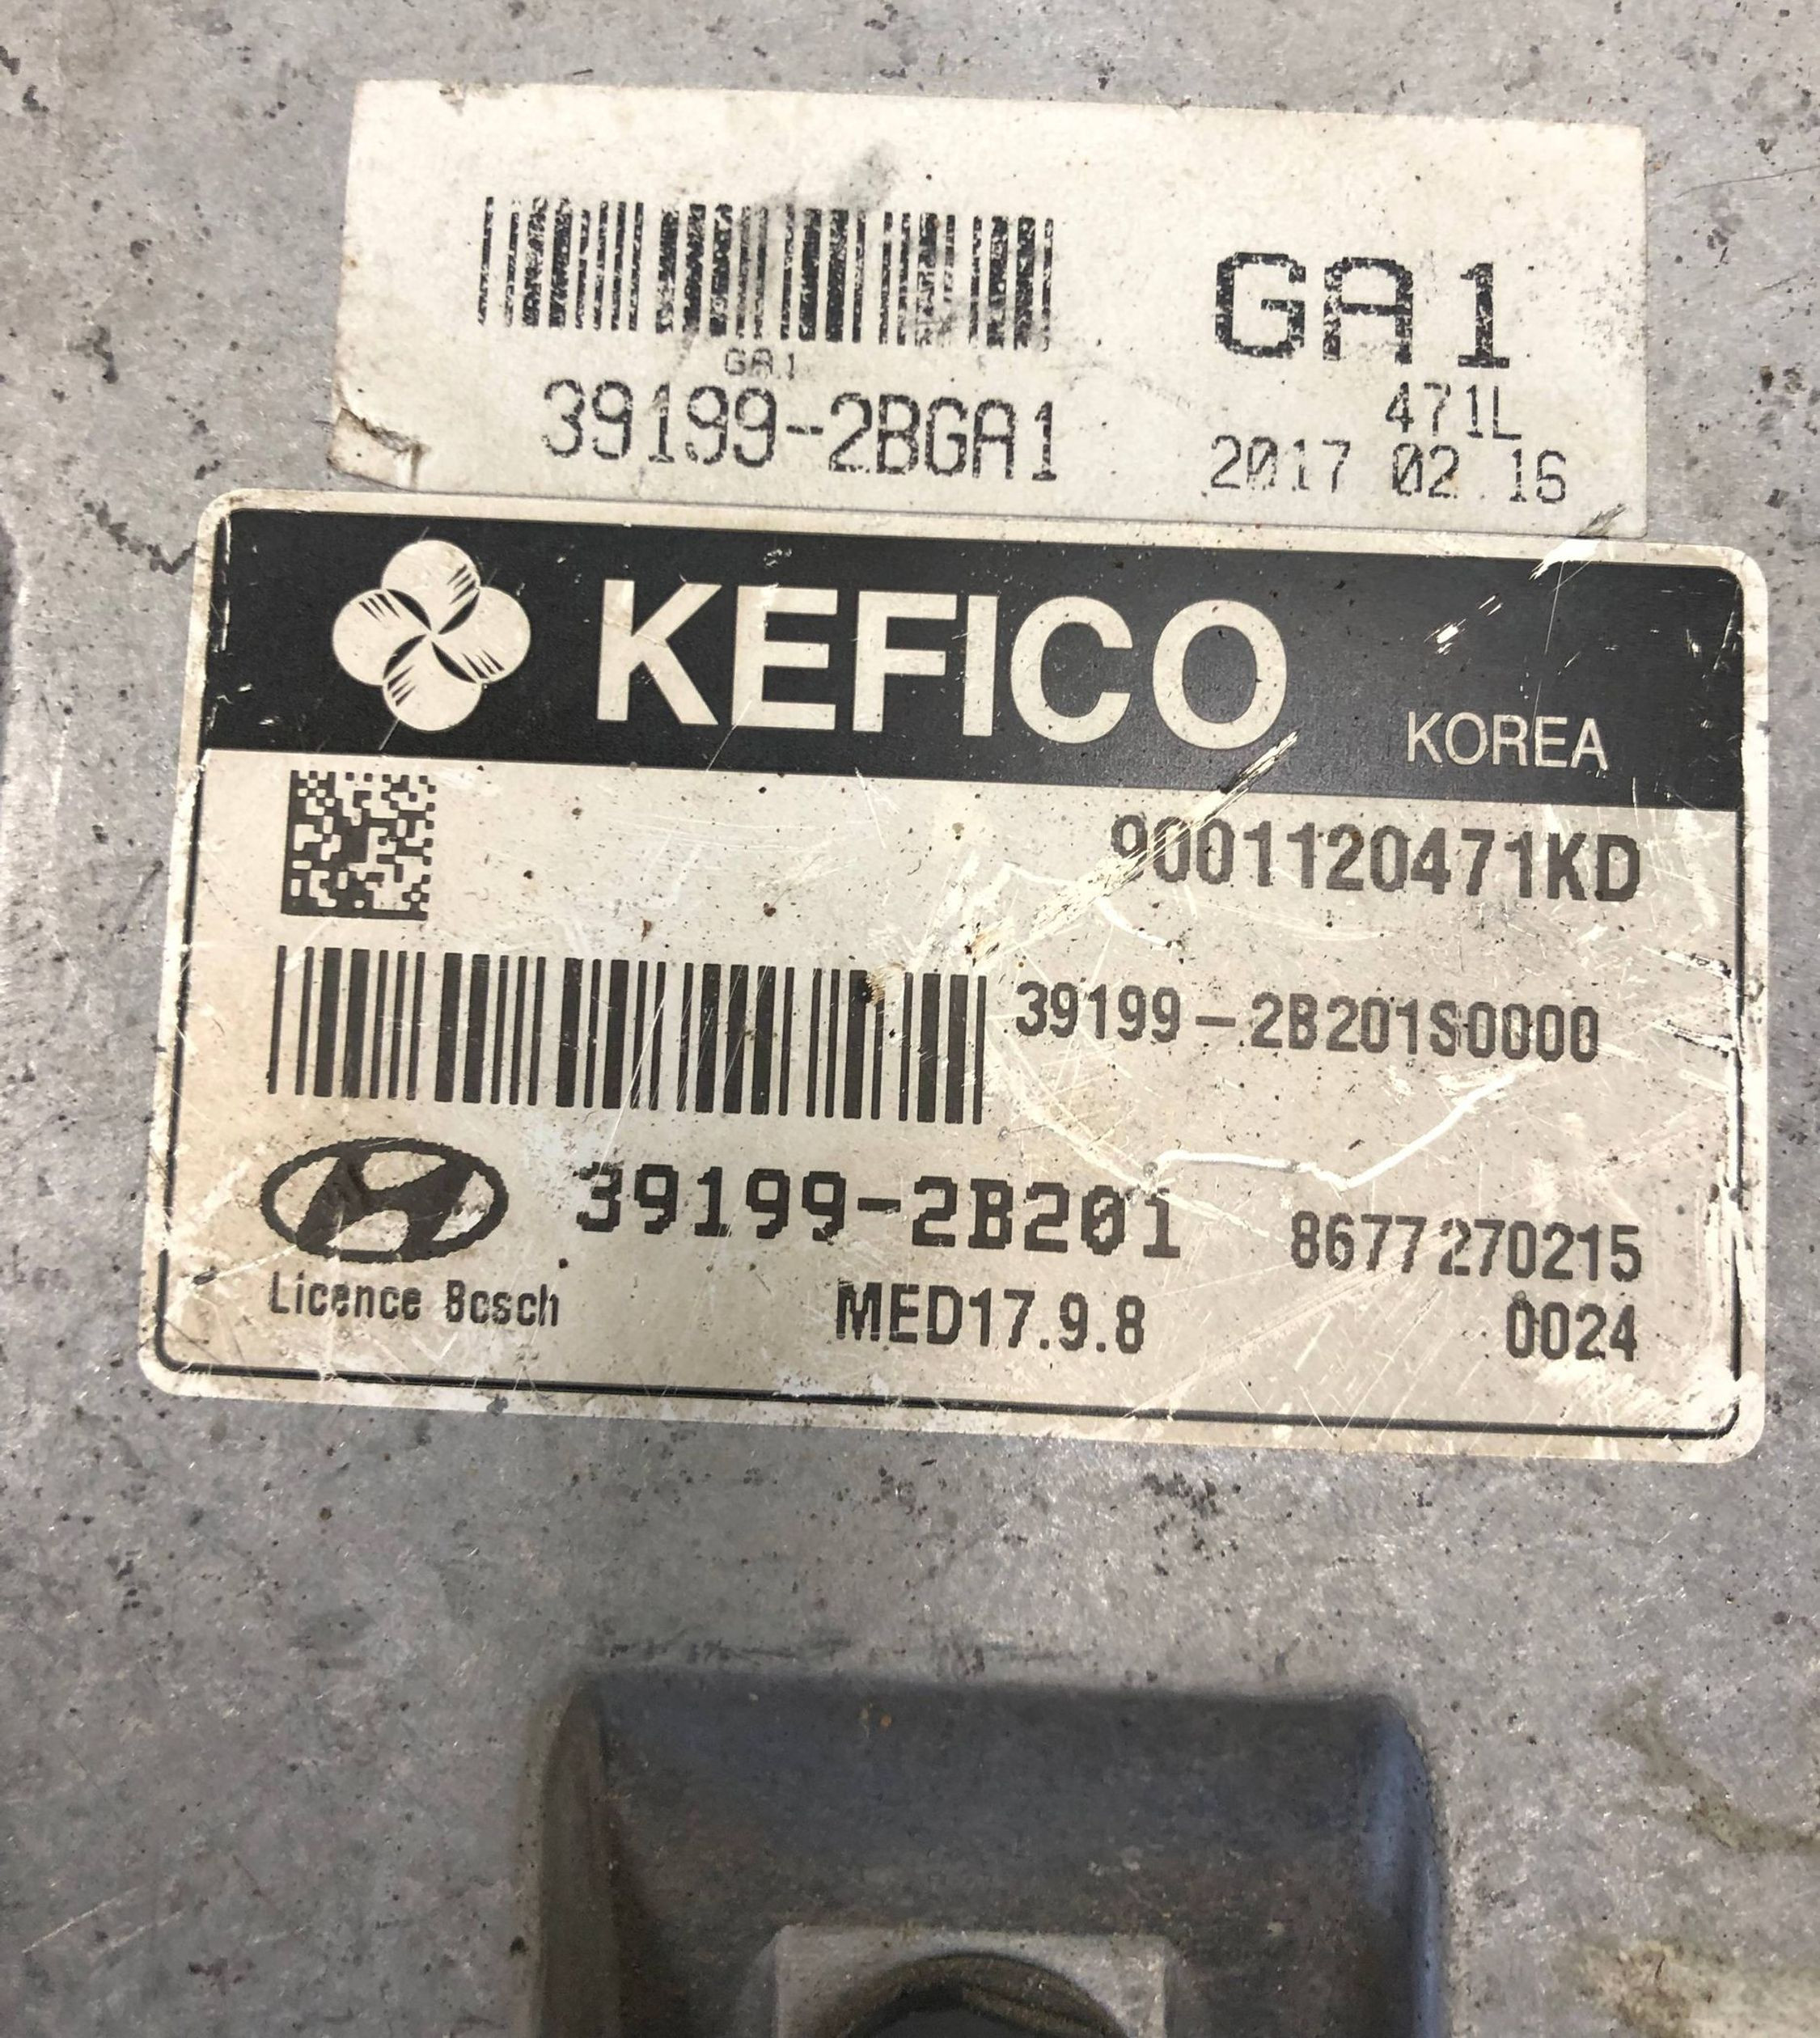 GA1
GA1
39199-2BGA1
471L
2017 02 16
KEFICO KOREA
9001120471KD
39199-2B201S0000
39199-2B201
8677270215
Licence Bosch
MED17.9.8
0024